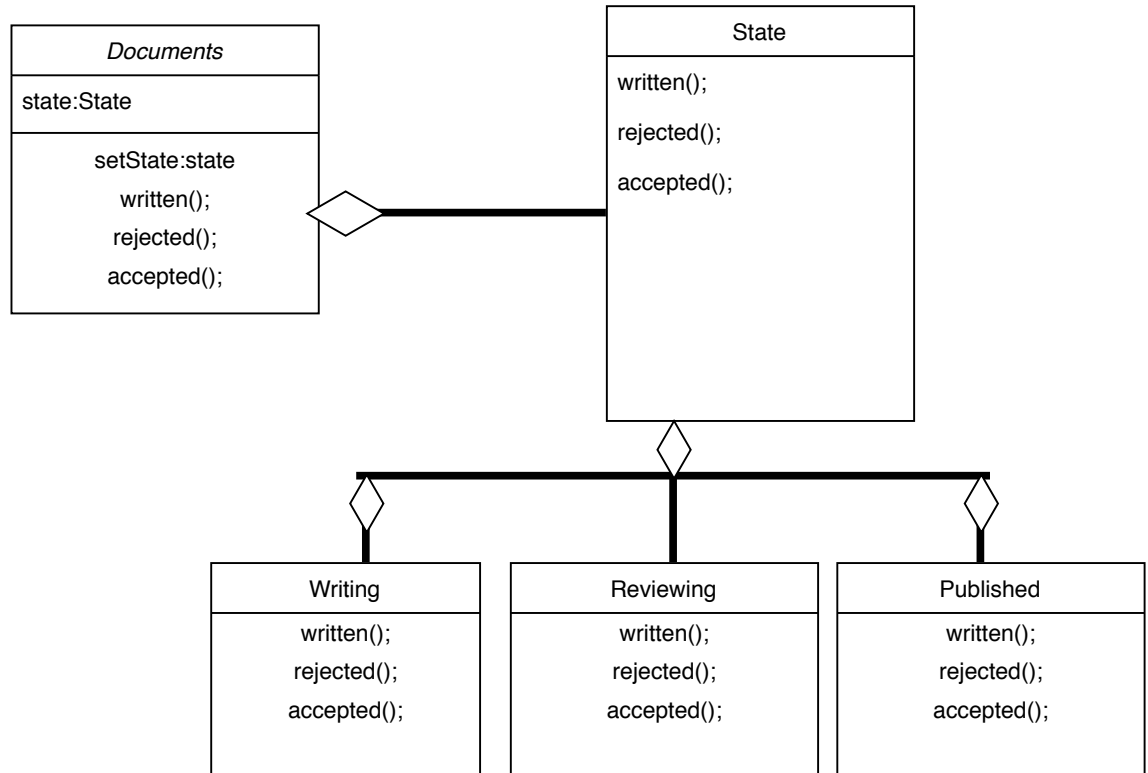 Documents
state:State
setState:state
written();
rejected();
accepted();
State
written();
rejected();
accepted();
Writing
written();
rejected();
accepted();
Reviewing
written();
rejected();
accepted();
Published
written();
rejected();
accepted();